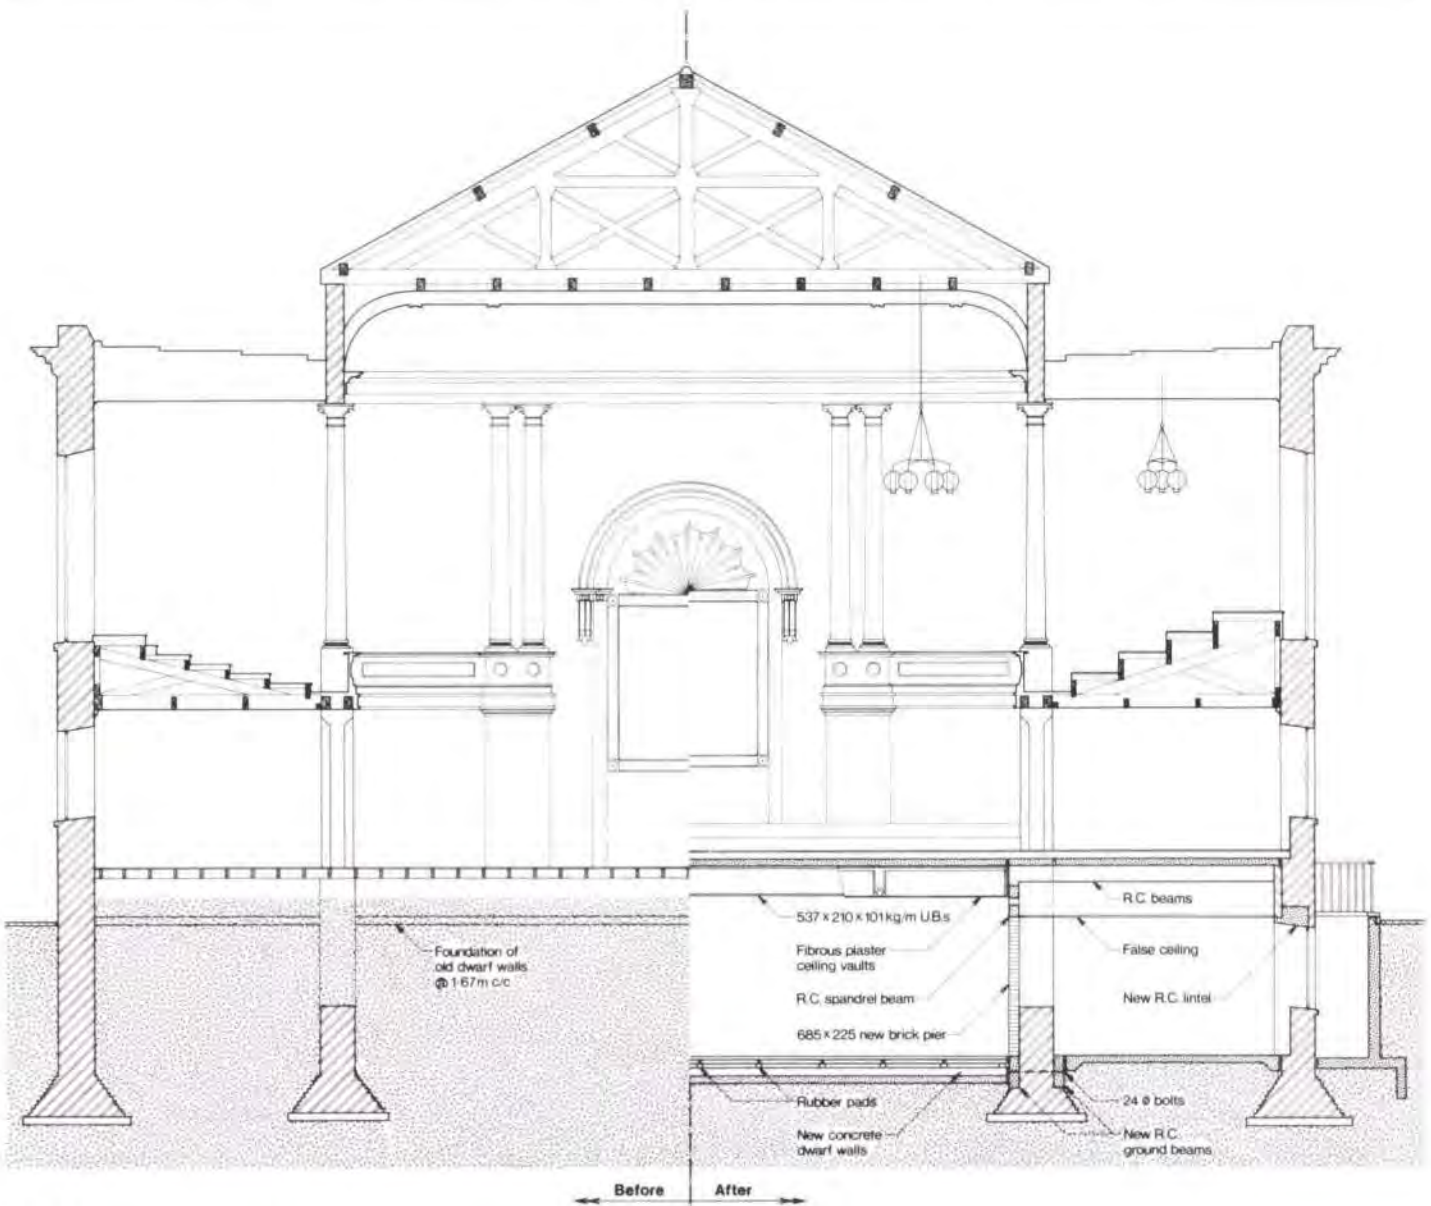 537 × 210 × 101kg/m U.B.s
R.C. beams
Foundation of
old dwarf walls
@ 1·67m c/c
Fibrous plaster
ceiling vaults
False ceiling
R.C. spandrel beam
New R.C. lintel
685 × 225 new brick pier
Rubber pads
24 ø bolts
New concrete
dwarf walls
New R.C.
ground beams
Before
After